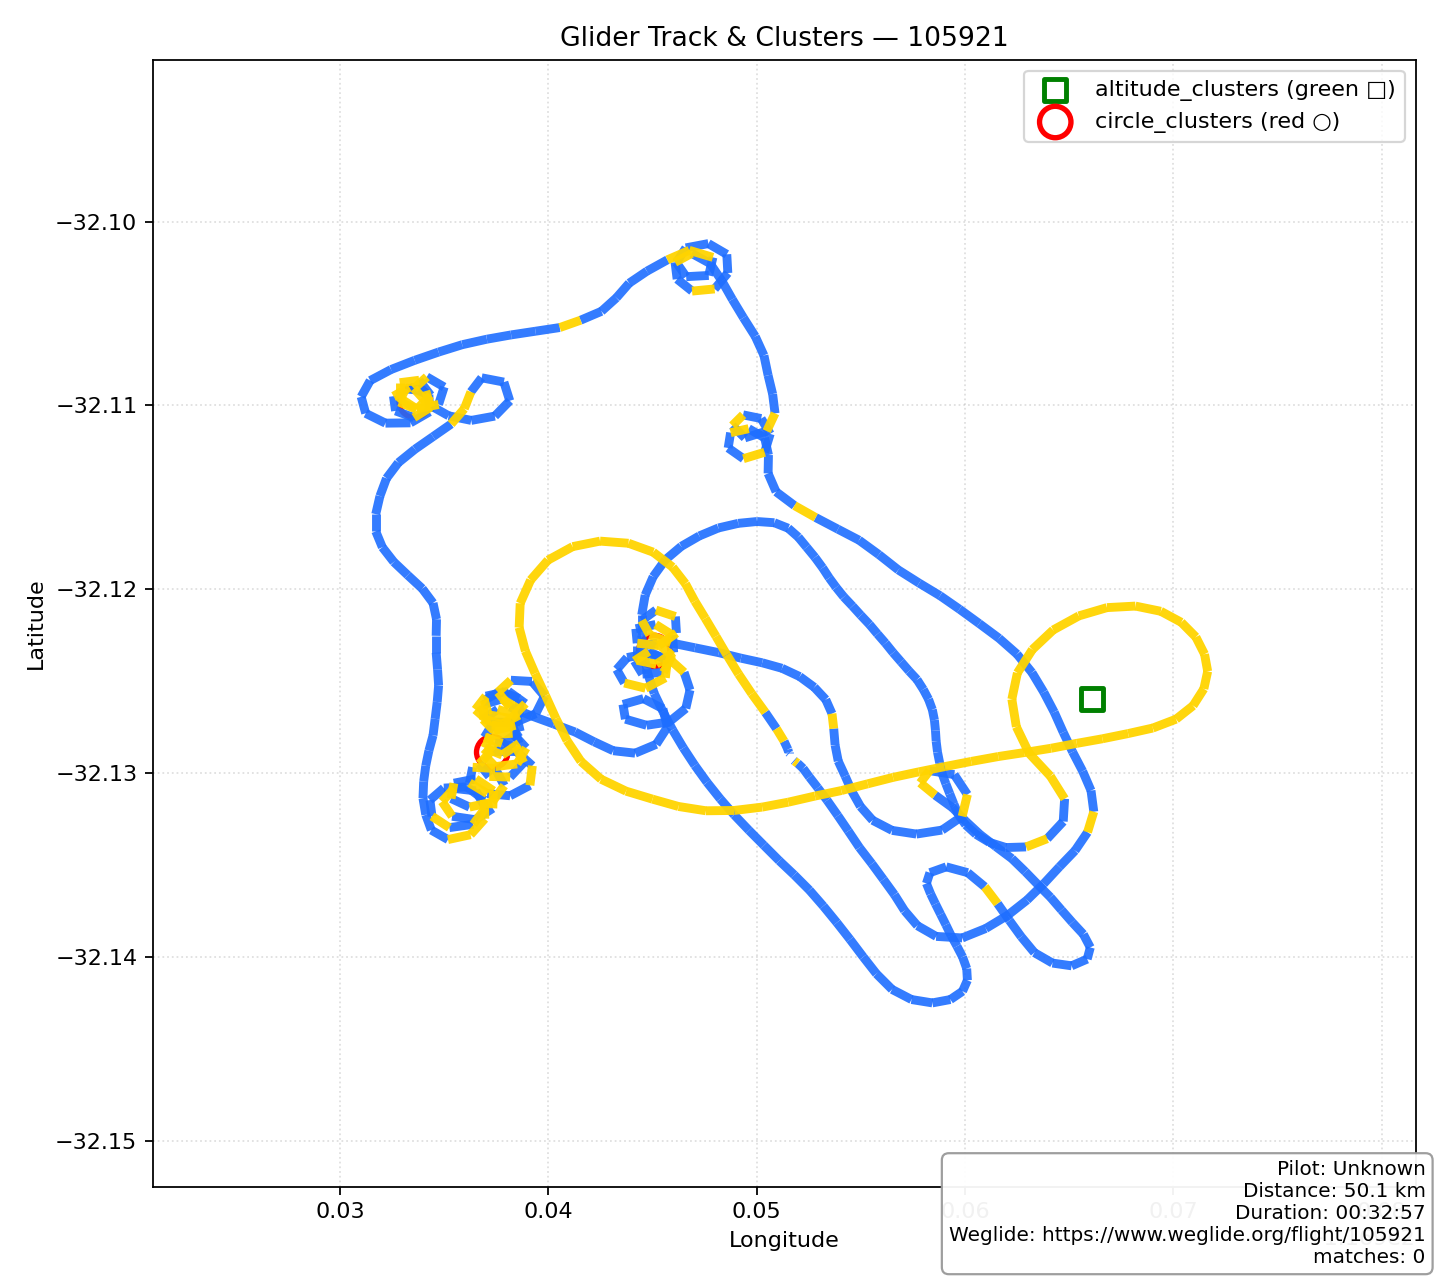 Glider Track & Clusters — 105921
altitude_clusters (green □)
circle_clusters (red ○)
−32.10
−32.11
−32.12
−32.13
−32.14
−32.15
Latitude
0.03
0.04
0.05
0.06
0.07
Longitude
Pilot: Unknown
Distance: 50.1 km
Duration: 00:32:57
Weglide: https://www.weglide.org/flight/105921
matches: 0